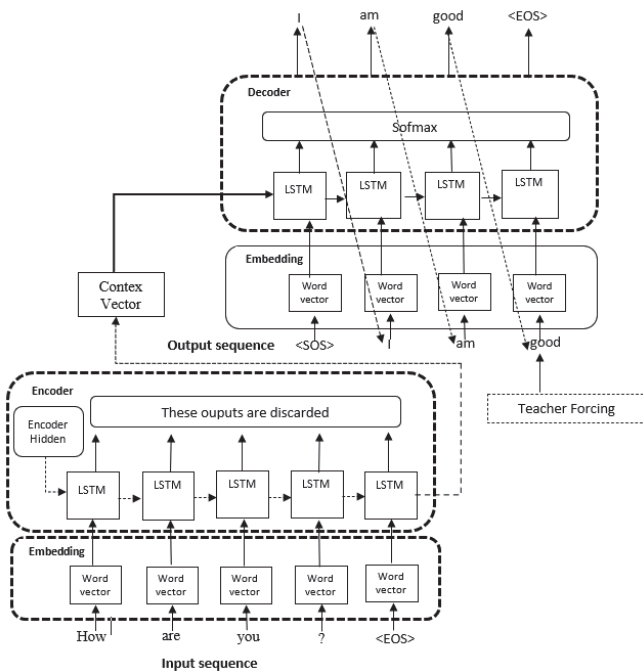 I am good <EOS>
Decoder
Sofmax
LSTM LSTM LSTM LSTM
Embedding
Word vector Word vector Word vector Word vector
Contex
Vector
Output sequence <SOS> I am good
Teacher Forcing
Encoder
Encoder
Hidden
These ouputs are discarded
LSTM LSTM LSTM LSTM LSTM
Embedding
Word vector Word vector Word vector Word vector Word vector
How are you ? <EOS>
Input sequence